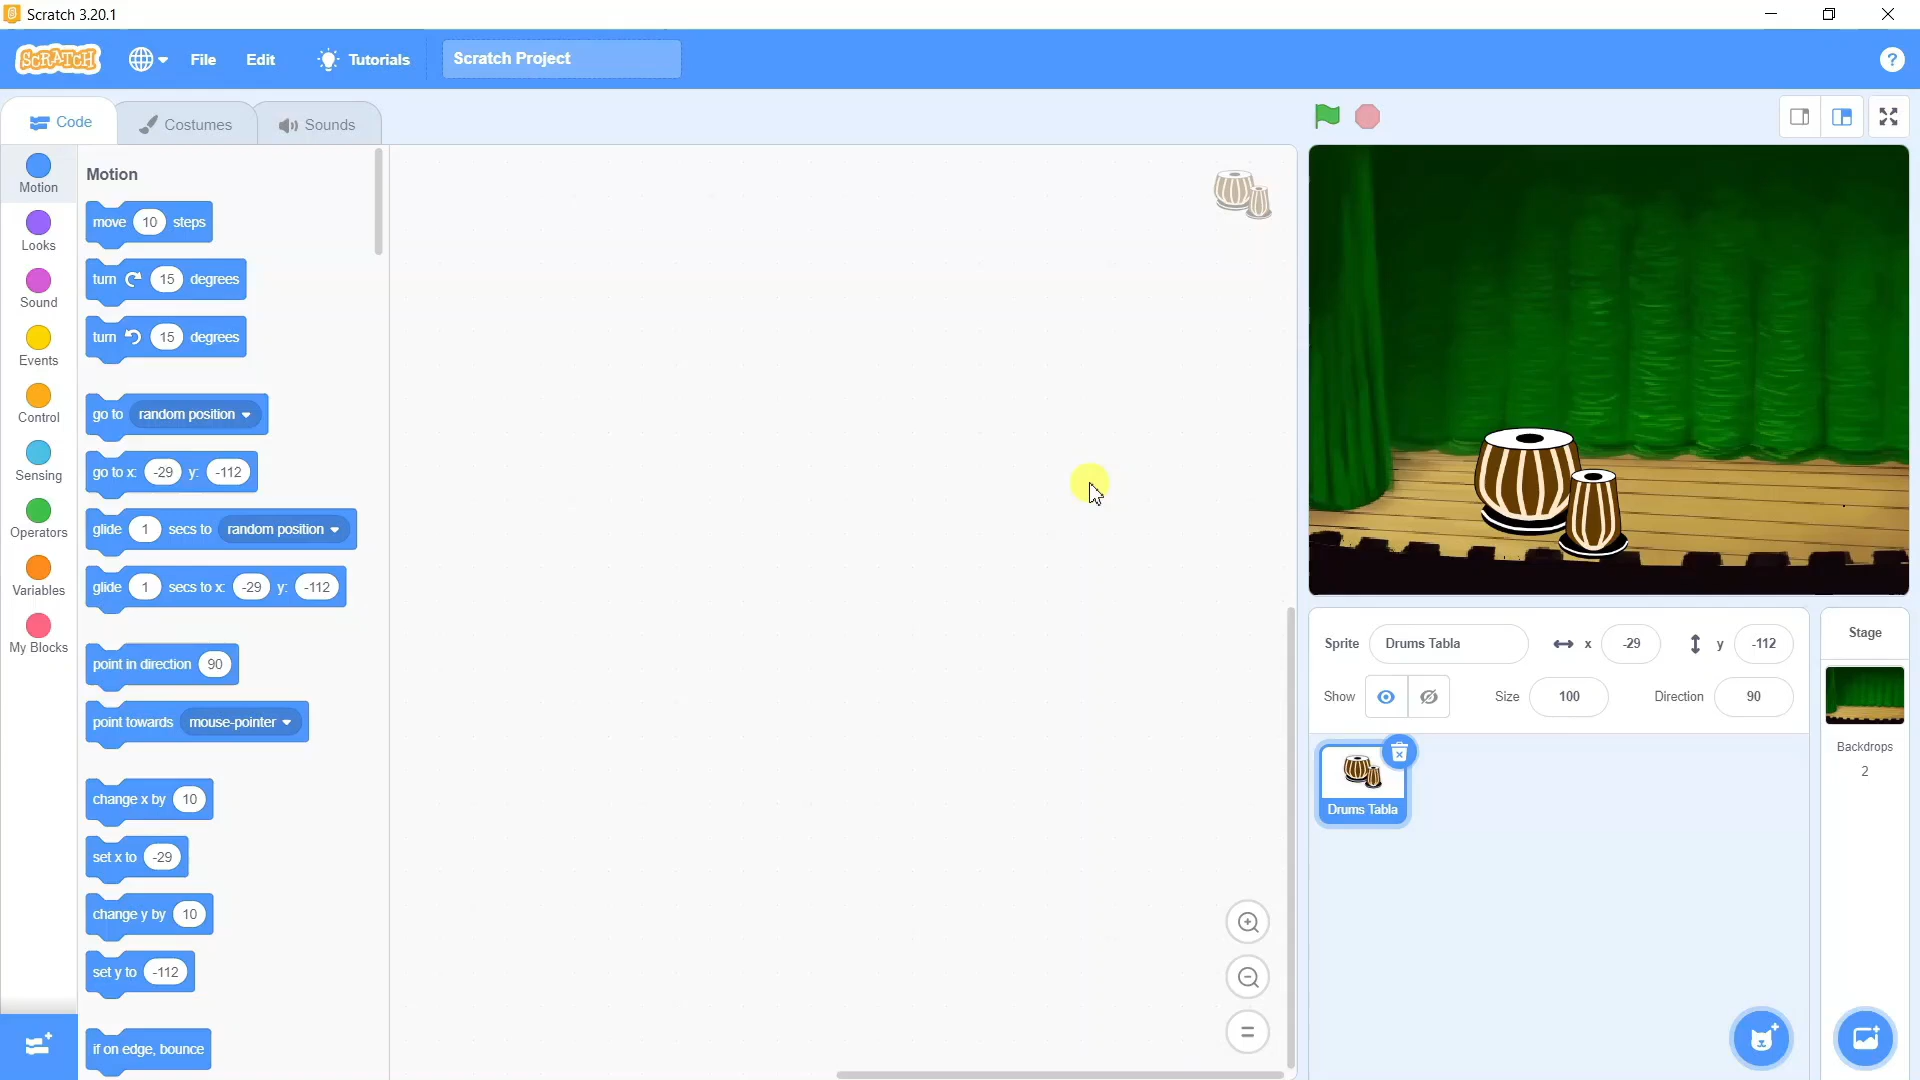 Scratch 3.20.1
SCRATCH
File
Edit
Tutorials
Scratch Project
?
Code
Costumes
Sounds
Motion
Looks
Sound
Events
Control
Sensing
Operators
Variables
My Blocks
Motion
move 10 steps
turn 15 degrees
turn 15 degrees
go to random position
go to x: -29 y: -112
glide 1 secs to random position
glide 1 secs to x: -29 y: -112
point in direction 90
point towards mouse-pointer
change x by 10
set x to -29
change y by 10
set y to -112
if on edge, bounce
Sprite Drums Tabla x -29 y -112
Show Size 100 Direction 90
Drums Tabla
Stage
Backdrops
2